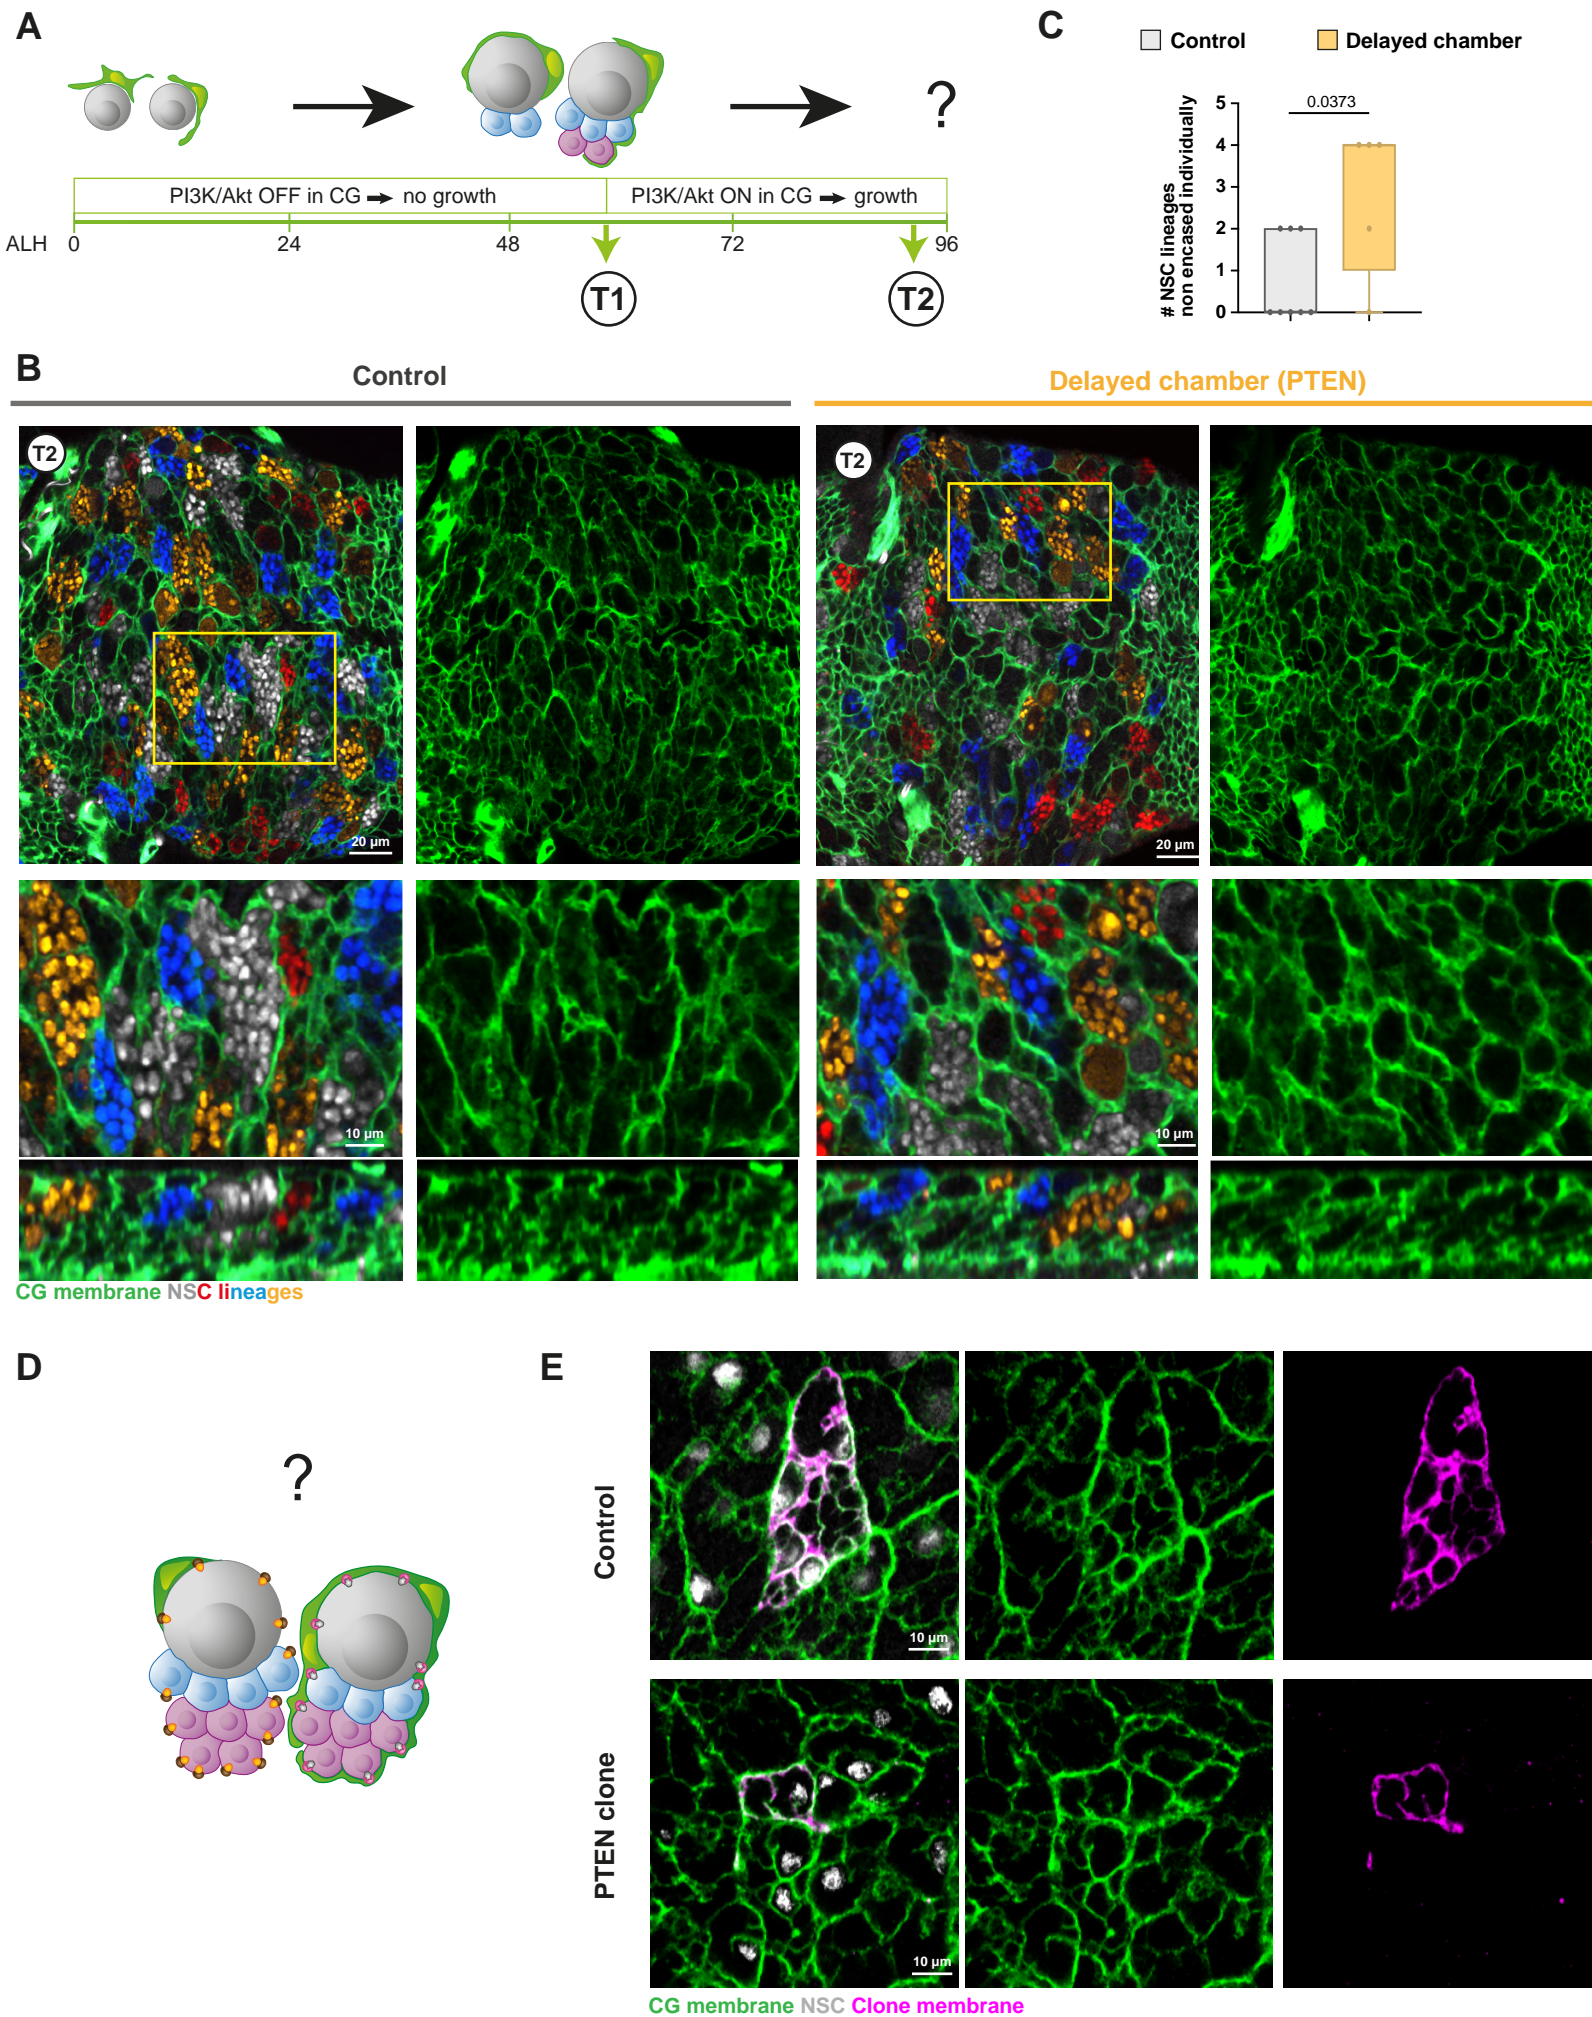 A
?
PI3K/Akt OFF in CG → no growth
PI3K/Akt ON in CG → growth
ALH 0 24 48 72 96
T1
T2
C
Control
Delayed chamber
# NSC lineages
non encased individually
0.0373
5
4
3
2
1
0
B
Control
Delayed chamber (PTEN)
T2
20 µm
T2
20 µm
10 µm
10 µm
CG membrane NSC lineages
D
?
E
Control
10 µm
PTEN clone
10 µm
CG membrane NSC Clone membrane